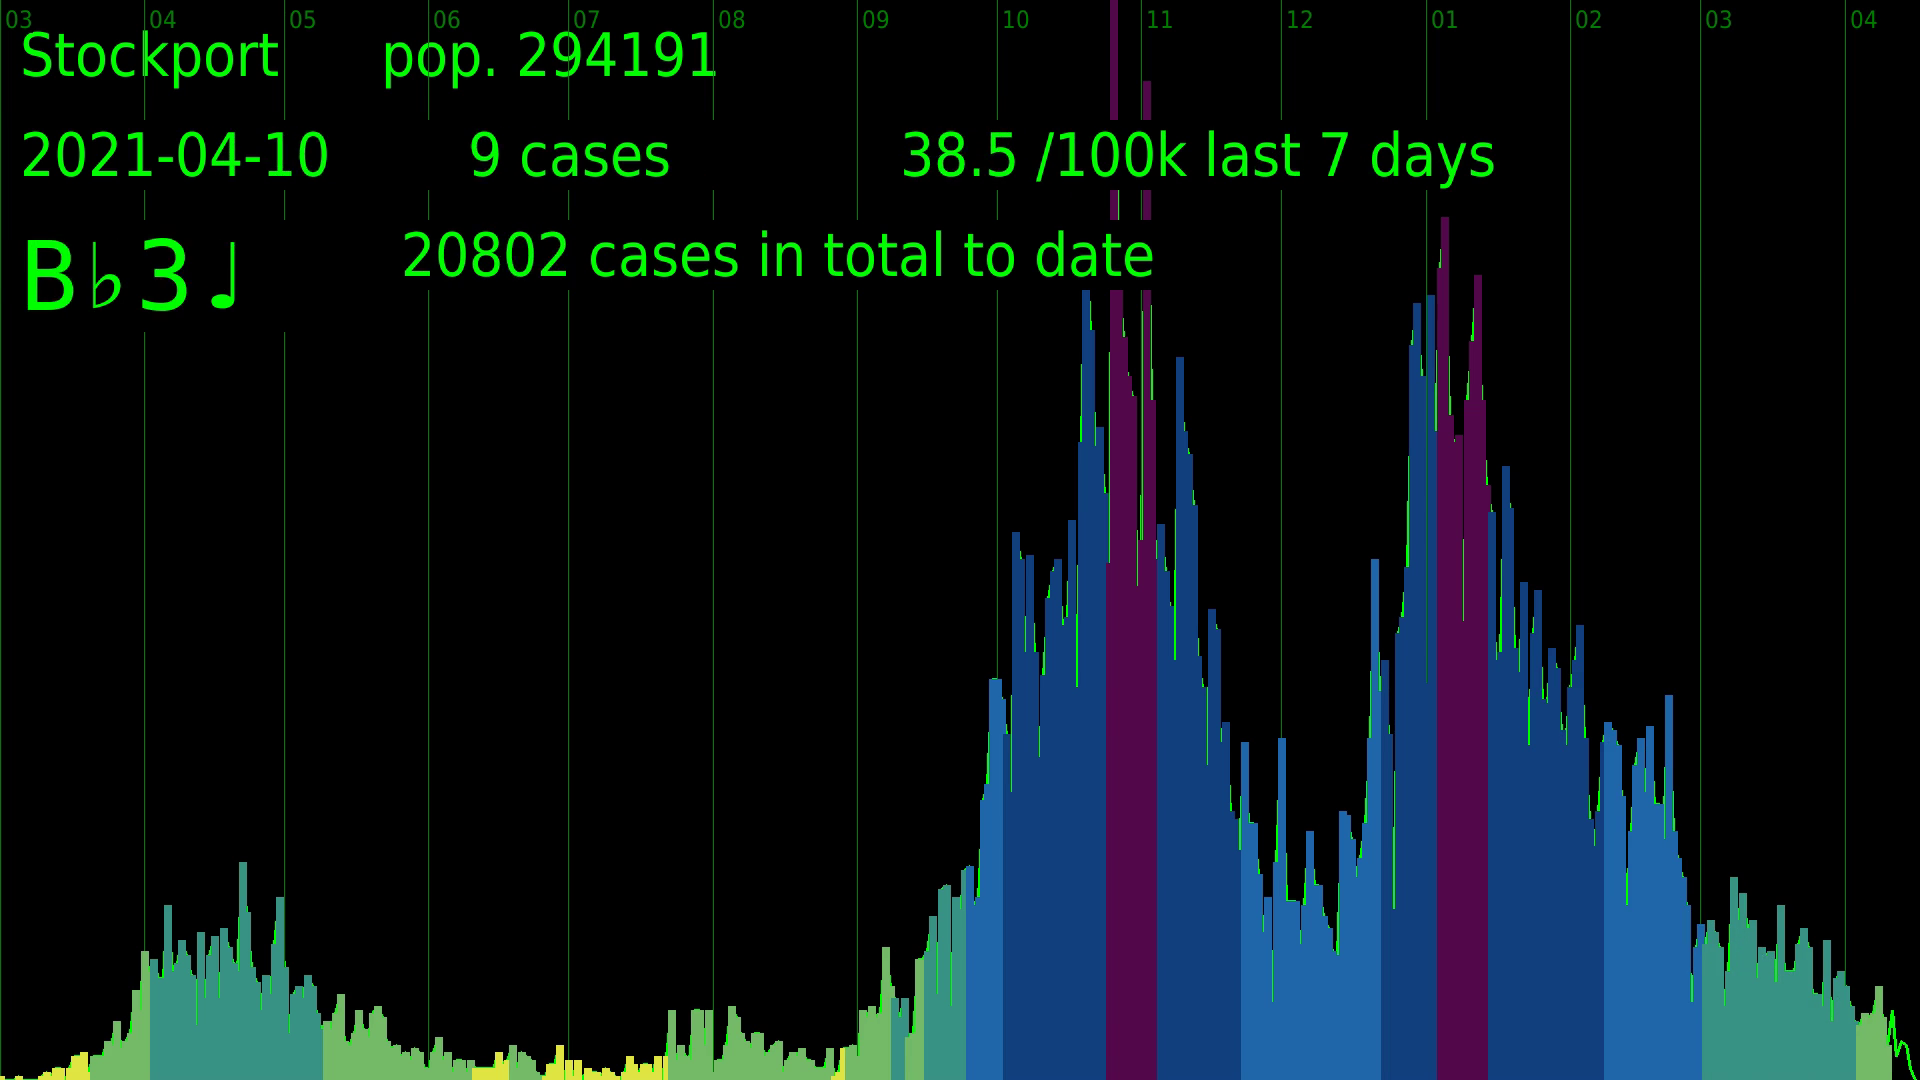 03 04 05 06 07 08 09 10 11 12 01 02 03 04
Stockport pop. 294191
2021-04-10 9 cases 38.5 /100k last 7 days
B♭3♩ 20802 cases in total to date